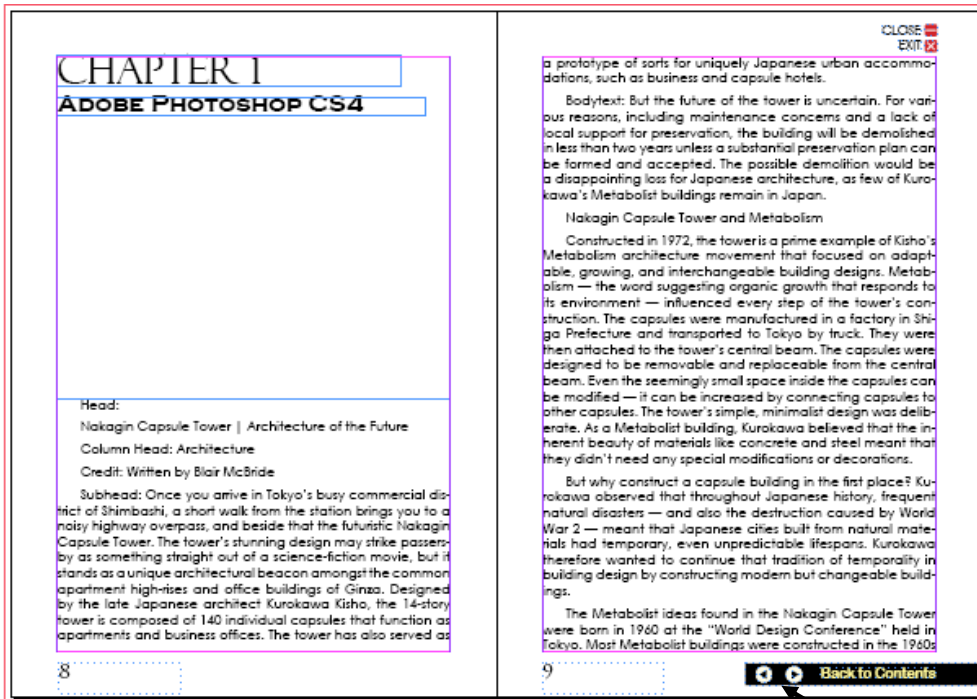 CHAPTER 1
ADOBE PHOTOSHOP CS4
Head:
Nakagin Capsule Tower | Architecture of the Future
Column Head: Architecture
Credit: Written by Blair McBride
Subhead: Once you arrive in Tokyo's busy commercial dis-
trict of Shimbashi, a short walk from the station brings you to a
noisy highway overpass, and beside that the futuristic Nakagin
Capsule Tower. The tower's stunning design may strike passers-
by as something straight out of a science-fiction movie, but it
stands as a unique architectural beacon amongst the common
apartment high-rises and office buildings of Ginza. Designed
by the late Japanese architect Kurokawa Kisho, the 14-story
tower is composed of 140 individual capsules that function as
apartments and business offices. The tower has also served as
8
CLOSE
EXIT
a prototype of sorts for uniquely Japanese urban accommo-
dations, such as business and capsule hotels.
Bodytext: But the future of the tower is uncertain. For vari-
ous reasons, including maintenance concerns and a lack of
local support for preservation, the building will be demolished
in less than two years unless a substantial preservation plan can
be formed and accepted. The possible demolition would be
a disappointing loss for Japanese architecture, as few of Kuro-
kawa's Metabolist buildings remain in Japan.
Nakagin Capsule Tower and Metabolism
Constructed in 1972, the tower is a prime example of Kisho's
Metabolism architecture movement that focused on adapt-
able, growing, and interchangeable building designs. Metab-
olism — the word suggesting organic growth that responds to
its environment — influenced every step of the tower's con-
struction. The capsules were manufactured in a factory in Shi-
ga Prefecture and transported to Tokyo by truck. They were
then attached to the tower's central beam. The capsules were
designed to be removable and replaceable from the central
beam. Even the seemingly small space inside the capsules can
be modified — it can be increased by connecting capsules to
other capsules. The tower's simple, minimalist design was delib-
erate. As a Metabolist building, Kurokawa believed that the in-
herent beauty of materials like concrete and steel meant that
they didn't need any special modifications or decorations.
But why construct a capsule building in the first place? Ku-
rokawa observed that throughout Japanese history, frequent
natural disasters — and also the destruction caused by World
War 2 — meant that Japanese cities built from natural mate-
rials had temporary, even unpredictable lifespans. Kurokawa
therefore wanted to continue that tradition of temporality in
building design by constructing modern but changeable build-
ings.
The Metabolist ideas found in the Nakagin Capsule Tower
were born in 1960 at the "World Design Conference" held in
Tokyo. Most Metabolist buildings were constructed in the 1960s
9
Back to Contents